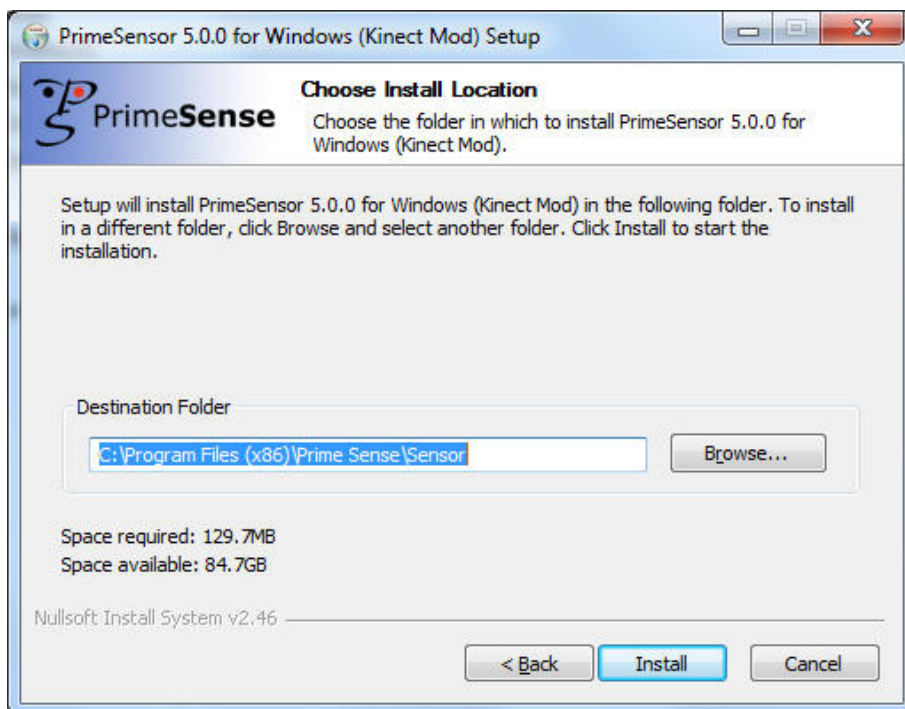 PrimeSensor 5.0.0 for Windows (Kinect Mod) Setup
PrimeSense
Choose Install Location
Choose the folder in which to install PrimeSensor 5.0.0 for
Windows (Kinect Mod).
Setup will install PrimeSensor 5.0.0 for Windows (Kinect Mod) in the following folder. To install
in a different folder, click Browse and select another folder. Click Install to start the
installation.
Destination Folder
C:\Program Files (x86)\Prime Sense\Sensor
Browse...
Space required: 129.7MB
Space available: 84.7GB
Nullsoft Install System v2.46
< Back
Install
Cancel